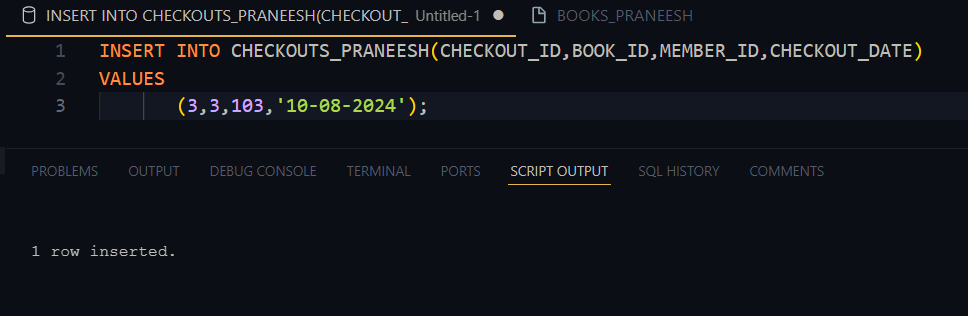 INSERT INTO CHECKOUTS_PRANEESH(CHECKOUT_ Untitled-1 BOOKS_PRANEESH
1 INSERT INTO CHECKOUTS_PRANEESH(CHECKOUT_ID,BOOK_ID,MEMBER_ID,CHECKOUT_DATE)
2 VALUES
3 (3,3,103,'10-08-2024');
PROBLEMS OUTPUT DEBUG CONSOLE TERMINAL PORTS SCRIPT OUTPUT SQL HISTORY COMMENTS
1 row inserted.